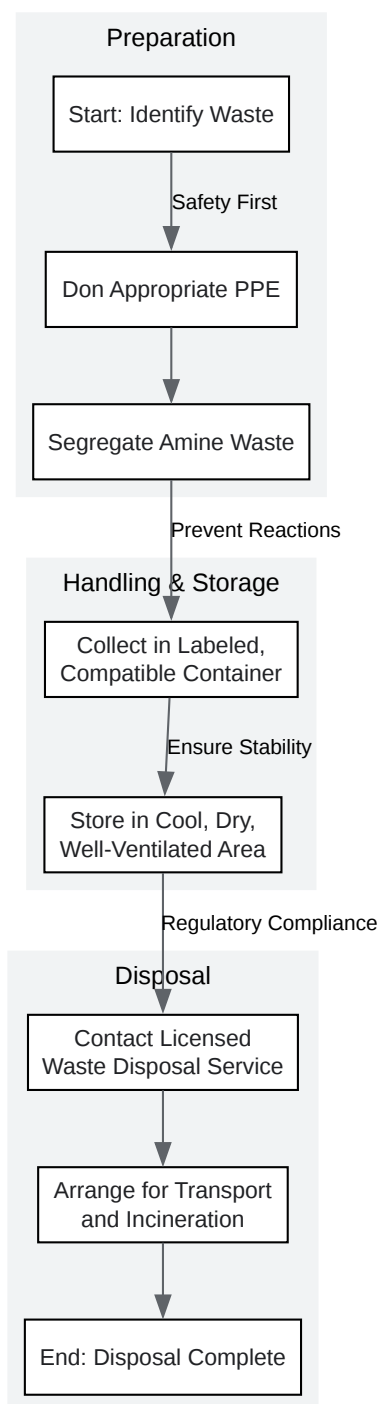 Preparation
Start: Identify Waste
Safety First
Don Appropriate PPE
Segregate Amine Waste
Prevent Reactions
Handling & Storage
Collect in Labeled,
Compatible Container
Ensure Stability
Store in Cool, Dry,
Well-Ventilated Area
Regulatory Compliance
Disposal
Contact Licensed
Waste Disposal Service
Arrange for Transport
and Incineration
End: Disposal Complete